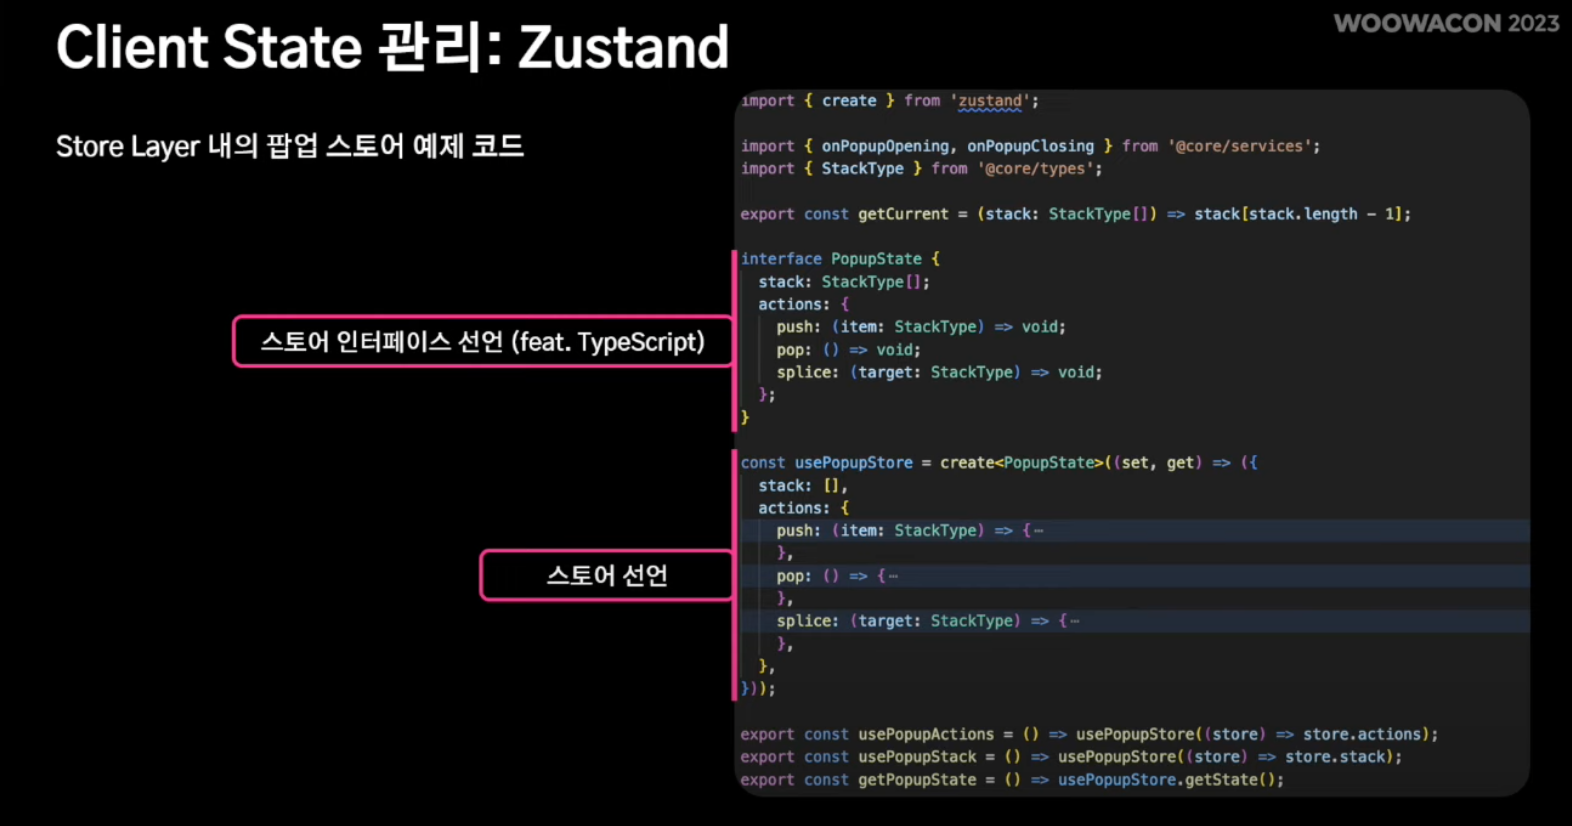 Client State 관리: Zustand
WOOWACON 2023
Store Layer 내의 팝업 스토어 예제 코드
import { create } from 'zustand';
import { onPopupOpening, onPopupClosing } from '@core/services';
import { StackType } from '@core/types';
export const getCurrent = (stack: StackType[]) => stack[stack.length - 1];
스토어 인터페이스 선언 (feat. TypeScript)
interface PopupState {
  stack: StackType[];
  actions: {
    push: (item: StackType) => void;
    pop: () => void;
    splice: (target: StackType) => void;
  };
}
스토어 선언
const usePopupStore = create<PopupState>((set, get) => ({
  stack: [],
  actions: {
    push: (item: StackType) => {⋯
    },
    pop: () => {⋯
    },
    splice: (target: StackType) => {⋯
    },
  },
}));
export const usePopupActions = () => usePopupStore((store) => store.actions);
export const usePopupStack = () => usePopupStore((store) => store.stack);
export const getPopupState = () => usePopupStore.getState();